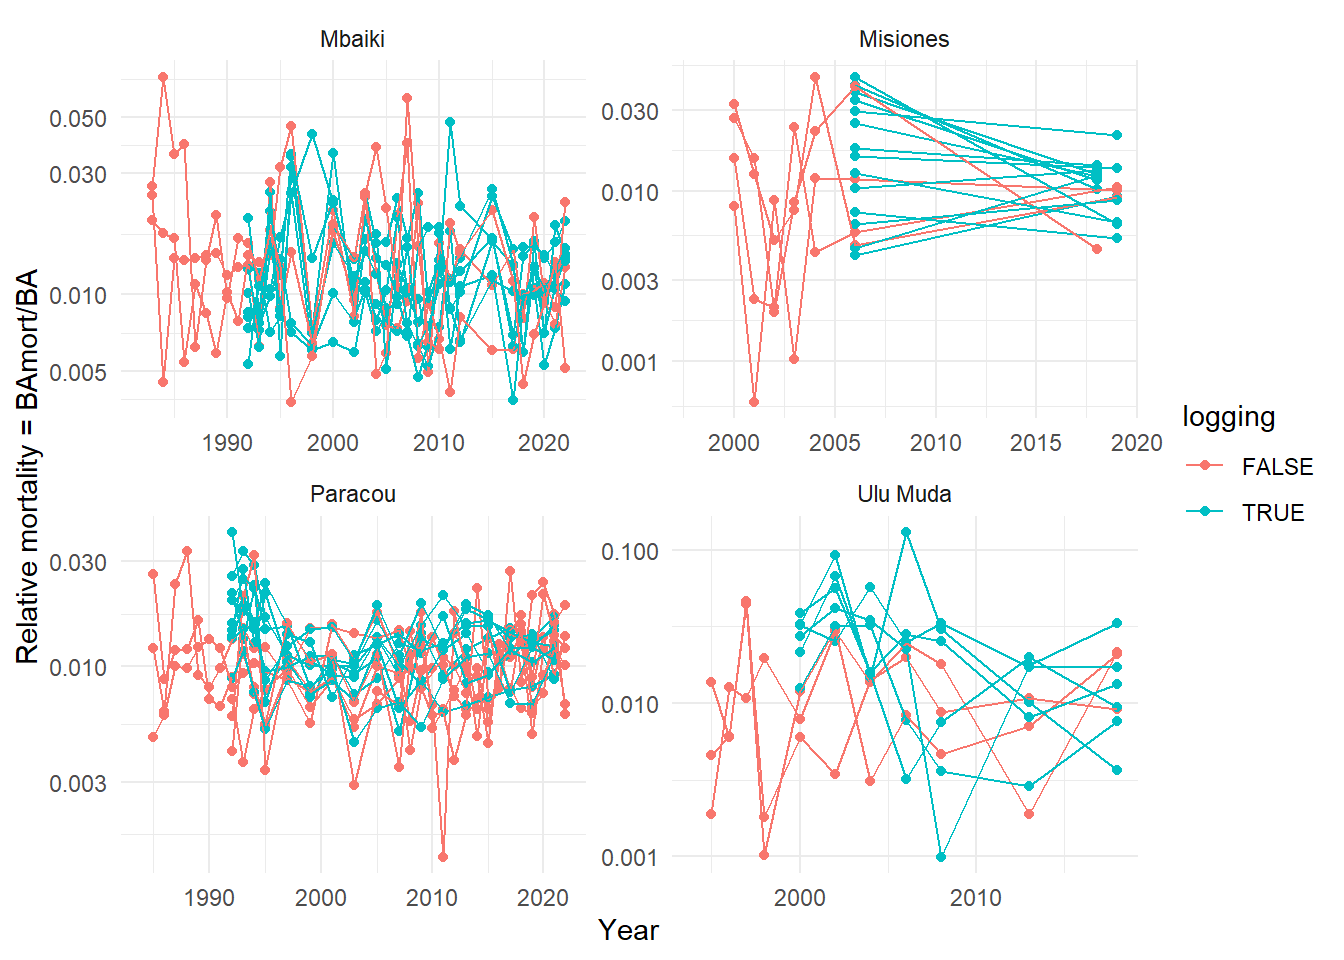 Mbaiki
Misiones
0.050
0.030
0.010
0.005
0.030
0.010
0.003
0.001
1990 2000 2010 2020
2000 2005 2010 2015 2020
Paracou
Ulu Muda
0.030
0.010
0.003
0.100
0.010
0.001
1990 2000 2010 2020
2000 2010
Year
Relative mortality = BAmort/BA
logging
FALSE
TRUE